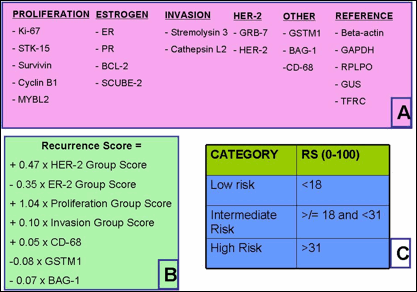 PROLIFERATION ESTROGEN INVASION HER-2 OTHER REFERENCE
- Ki-67 - ER - Stremolysin 3 - GRB-7 - GSTM1 - Beta-actin
- STK-15 - PR - Cathepsin L2 - HER-2 - BAG-1 - GAPDH
- Survivin - BCL-2 -CD-68 - RPLPO
- Cyclin B1 - SCUBE-2 - GUS
- MYBL2 - TFRC
A
Recurrence Score =
+ 0.47 x HER-2 Group Score
- 0.35 x ER-2 Group Score
+ 1.04 x Proliferation Group Score
+ 0.10 x Invasion Group Score
+ 0.05 x CD-68
-0.08 x GSTM1
- 0.07 x BAG-1
B
CATEGORY RS (0-100)
Low risk <18
Intermediate Risk >/= 18 and <31
High Risk >31
C